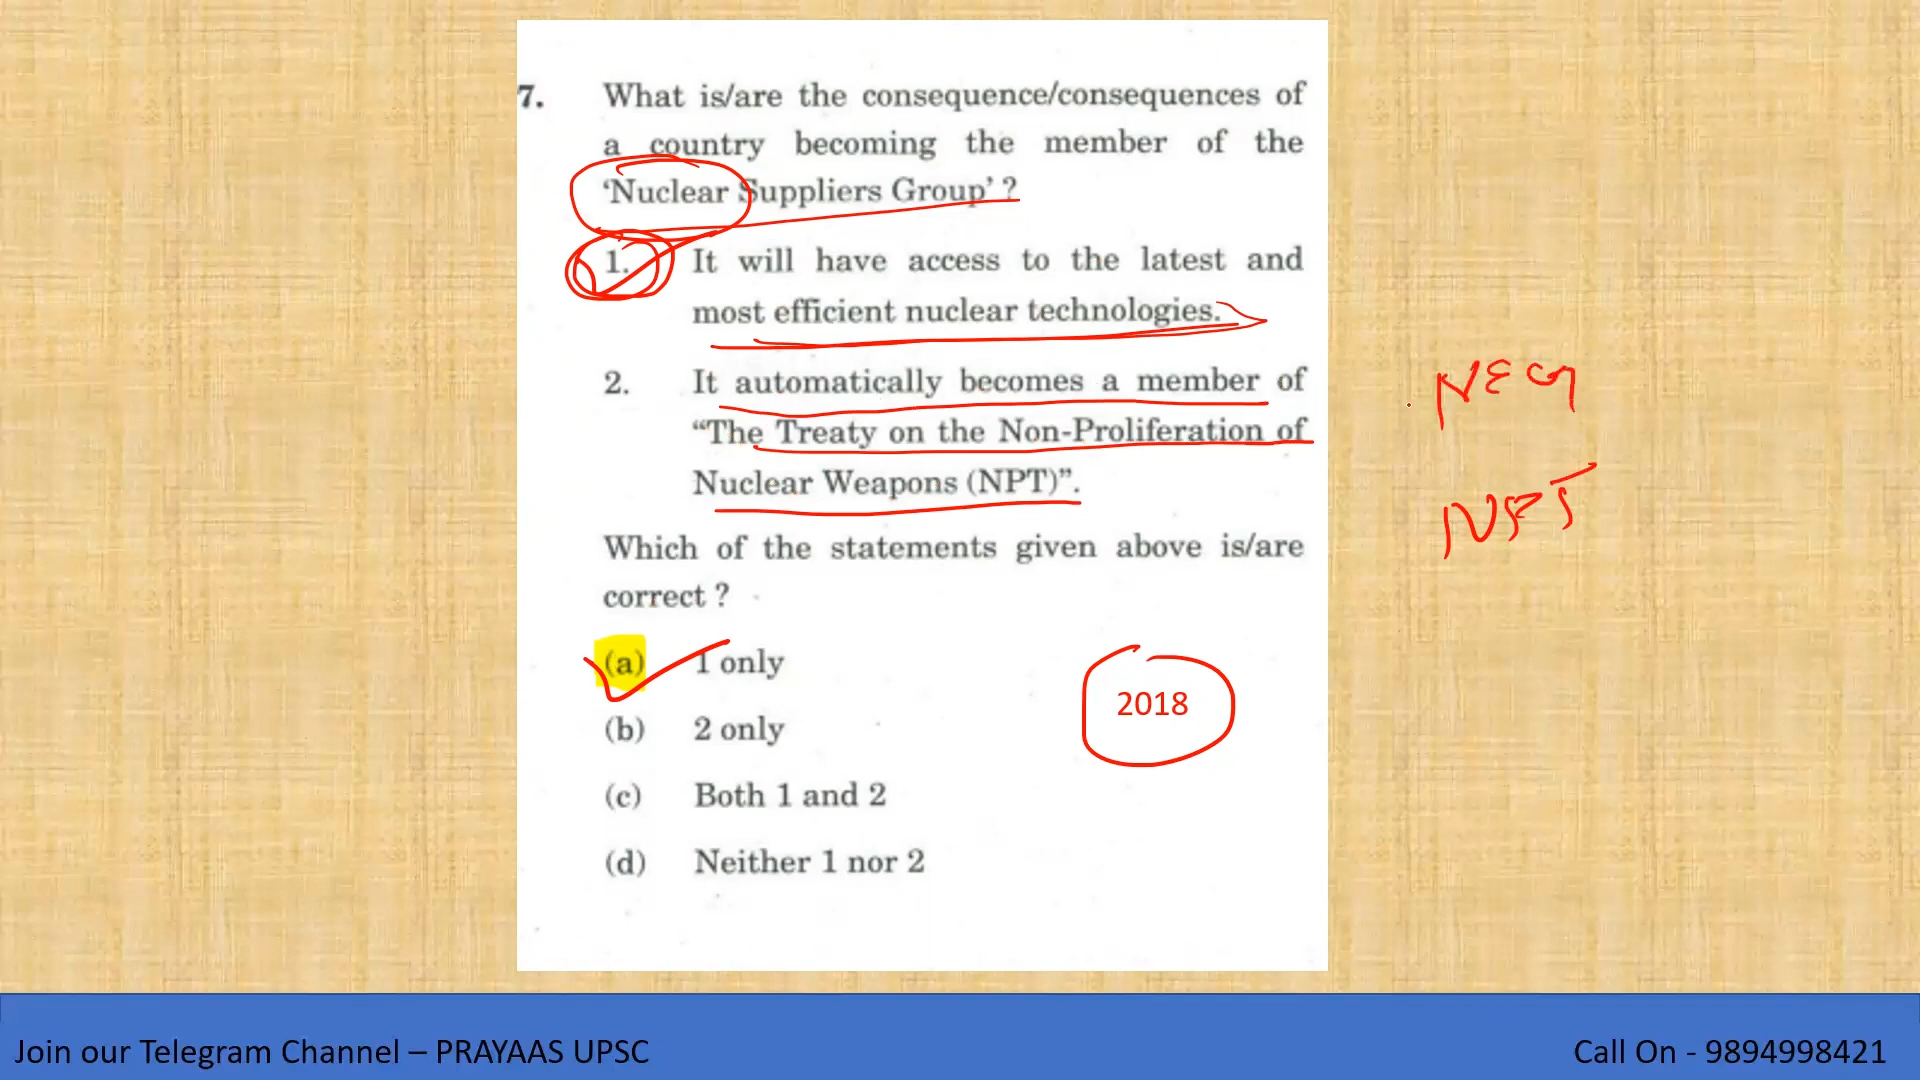 7. What is/are the consequence/consequences of
a country becoming the member of the
‘Nuclear Suppliers Group’ ?
1. It will have access to the latest and
most efficient nuclear technologies.
2. It automatically becomes a member of
“The Treaty on the Non-Proliferation of
Nuclear Weapons (NPT)”.
Which of the statements given above is/are
correct ?
(a) 1 only
(b) 2 only
(c) Both 1 and 2
(d) Neither 1 nor 2
2018
NPT
Join our Telegram Channel – PRAYAAS UPSC
Call On - 9894998421